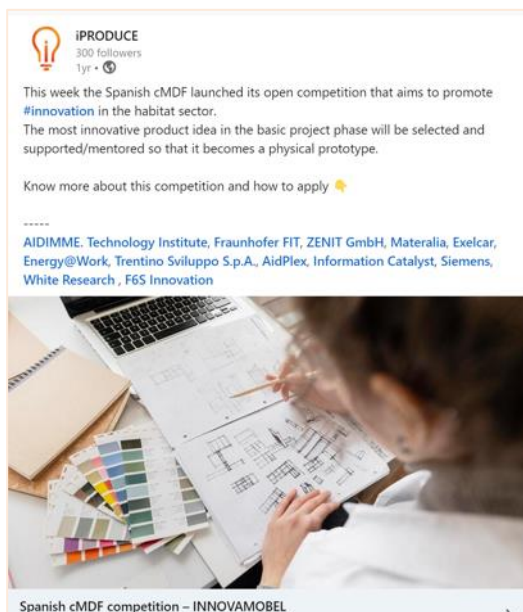 iPRODUCE
300 followers
1yr •
This week the Spanish cMDF launched its open competition that aims to promote
#innovation in the habitat sector.
The most innovative product idea in the basic project phase will be selected and
supported/mentored so that it becomes a physical prototype.
Know more about this competition and how to apply 👇
-----
AIDIMME. Technology Institute, Fraunhofer FIT, ZENIT GmbH, Materalia, Exelcar,
Energy@Work, Trentino Sviluppo S.p.A., AidPlex, Information Catalyst, Siemens,
White Research , F6S Innovation
Spanish cMDF competition – INNOVAMOBEL